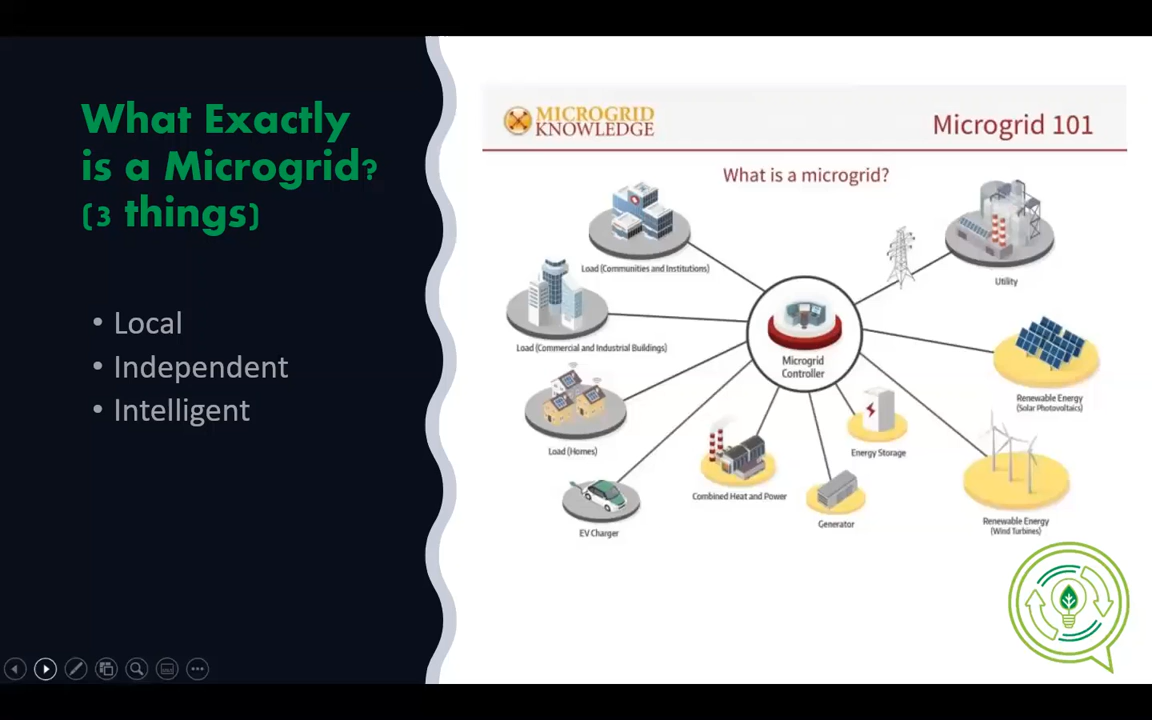 What Exactly
is a Microgrid?
(3 things)
• Local
• Independent
• Intelligent
MICROGRID
KNOWLEDGE
Microgrid 101
What is a microgrid?
Load (Communities and Institutions)
Utility
Load (Commercial and Industrial Buildings)
Microgrid
Controller
Renewable Energy
(Solar Photovoltaics)
Load (Homes)
Energy Storage
Combined Heat and Power
Generator
Renewable Energy
(Wind Turbines)
EV Charger